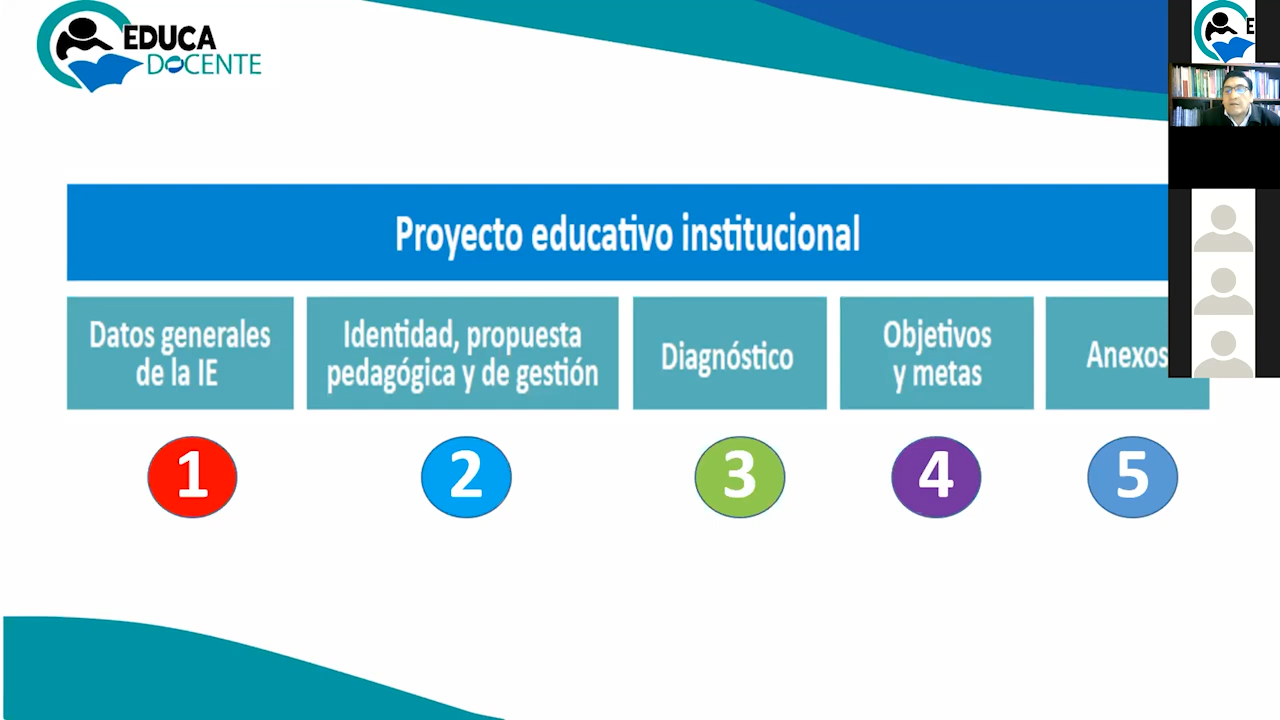 EDUCA
DOCENTE
E
Proyecto educativo institucional
Datos generales
de la IE
Identidad, propuesta
pedagógica y de gestión
Diagnóstico
Objetivos
y metas
Anexos
1
2
3
4
5